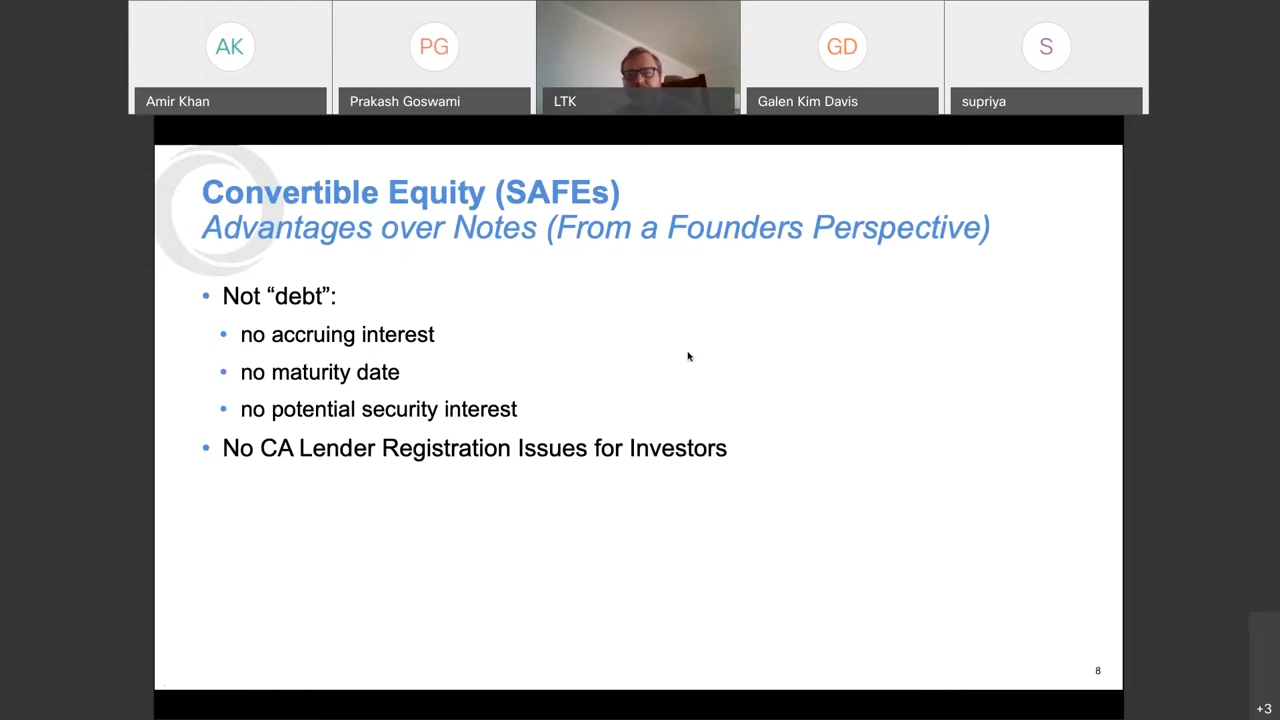 AK
PG
GD
S
Amir Khan
Prakash Goswami
LTK
Galen Kim Davis
supriya
Convertible Equity (SAFEs)
Advantages over Notes (From a Founders Perspective)
• Not “debt”:
• no accruing interest
• no maturity date
• no potential security interest
• No CA Lender Registration Issues for Investors
8
+3